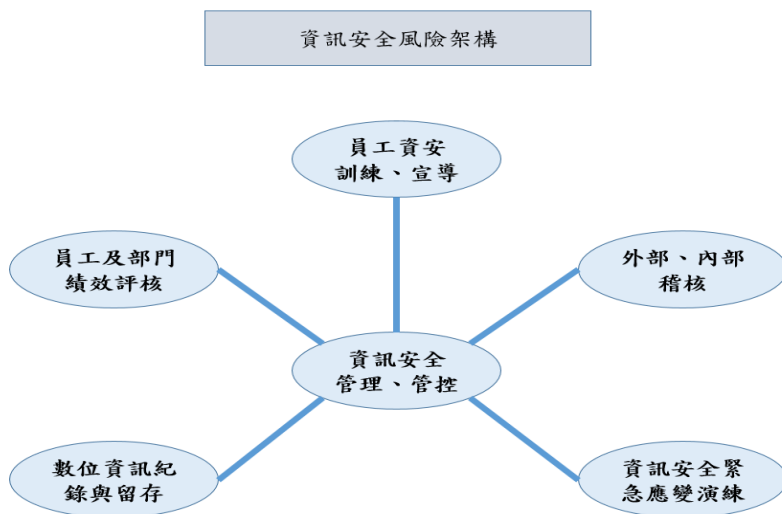 資訊安全風險架構
員工資安
訓練、宣導
員工及部門
績效評核
外部、內部
稽核
資訊安全
管理、管控
數位資訊紀
錄與留存
資訊安全緊
急應變演練